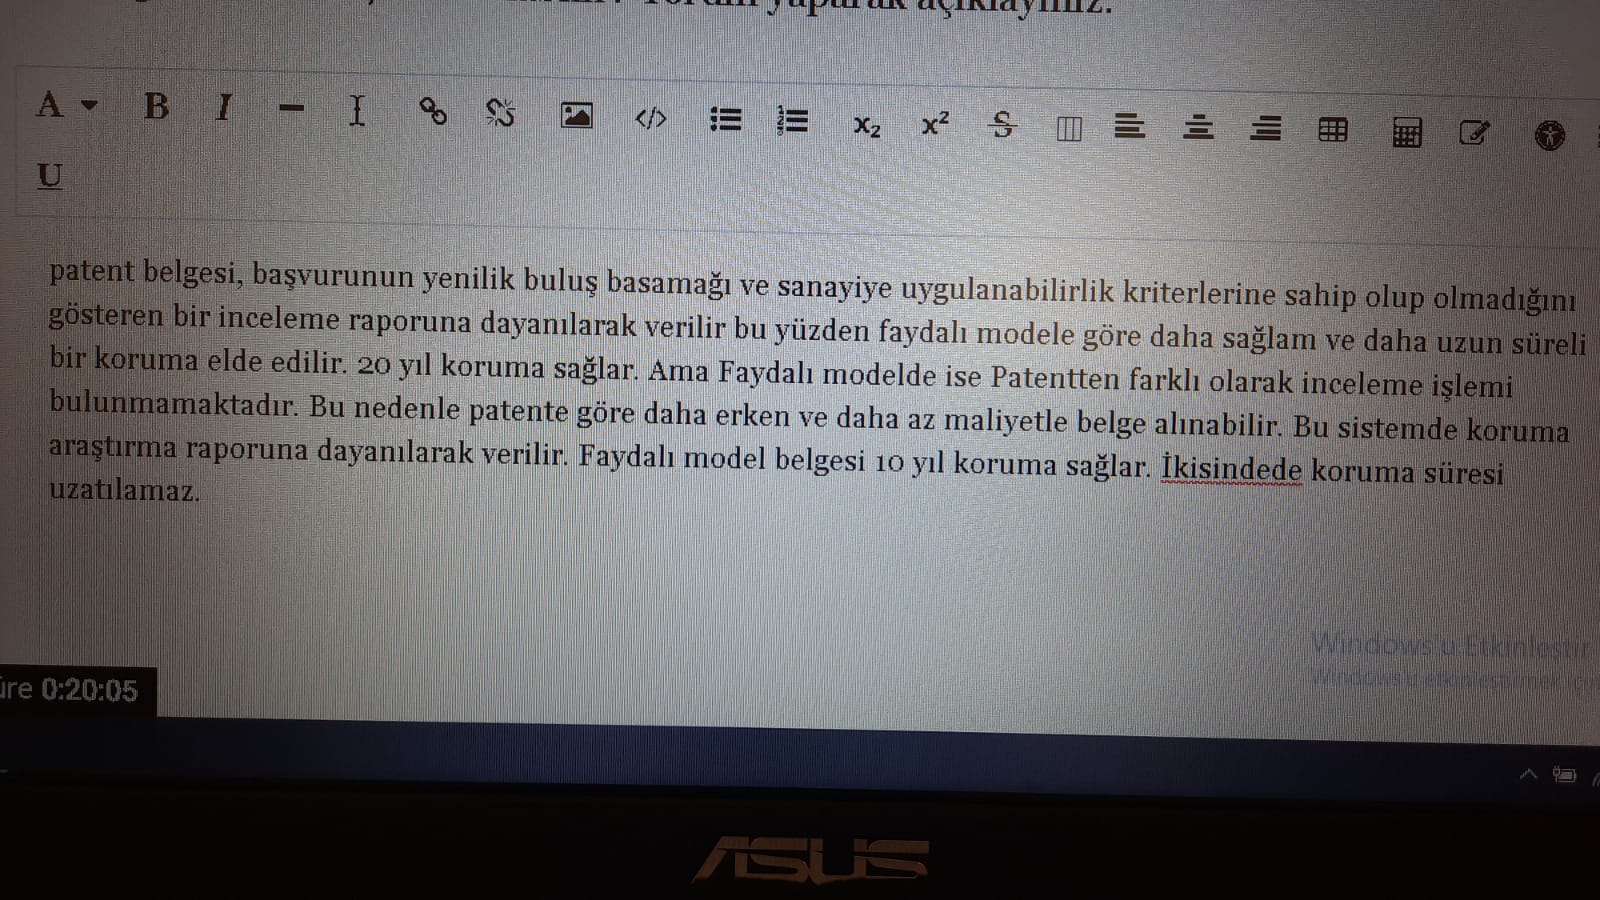 yaparak açıklayınız.
A B I </> x₂ x² S
U
patent belgesi, başvurunun yenilik buluş basamağı ve sanayiye uygulanabilirlik kriterlerine sahip olup olmadığını
gösteren bir inceleme raporuna dayanılarak verilir bu yüzden faydalı modele göre daha sağlam ve daha uzun süreli
bir koruma elde edilir. 20 yıl koruma sağlar. Ama Faydalı modelde ise Patentten farklı olarak inceleme işlemi
bulunmamaktadır. Bu nedenle patente göre daha erken ve daha az maliyetle belge alınabilir. Bu sistemde koruma
araştırma raporuna dayanılarak verilir. Faydalı model belgesi 10 yıl koruma sağlar. İkisindede koruma süresi
uzatılamaz.
Windows'u Etkinleştir
Windows'u etkinleştirmek için
üre 0:20:05
ASUS